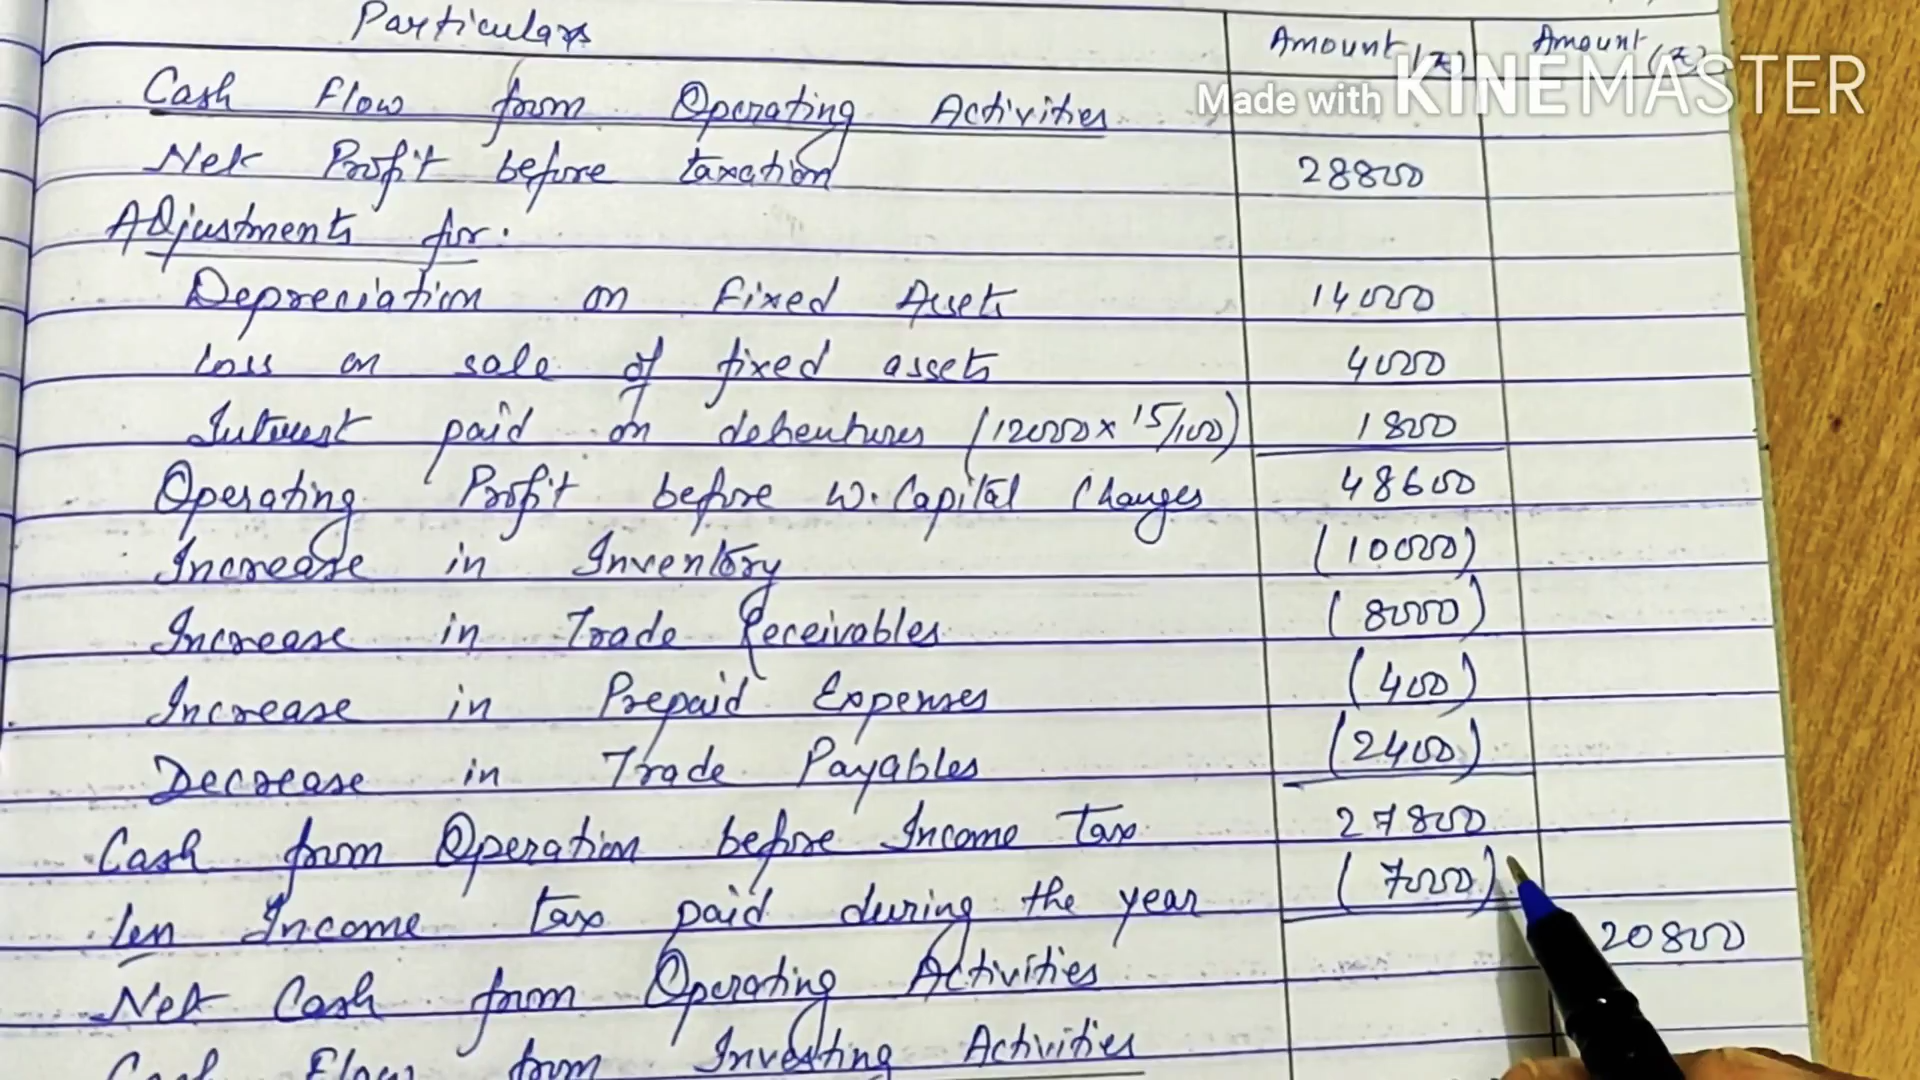 Particulars Amount (₹) Amount (₹)
Made with KINEMASTER
Cash Flow from Operating Activities
Net Profit before taxation 28800
Adjustments for:
Depreciation on Fixed Assets 14000
Loss on sale of fixed assets 4000
Interest paid on debentures (12000 × 15/100) 1800
Operating Profit before W. Capital Changes 48600
Increase in Inventory (10000)
Increase in Trade Receivables (8000)
Increase in Prepaid Expenses (400)
Decrease in Trade Payables (2400)
Cash from Operation before Income tax 27800
Less Income tax paid during the year (7000)
Net Cash from Operating Activities 20800
Cash Flow from Investing Activities